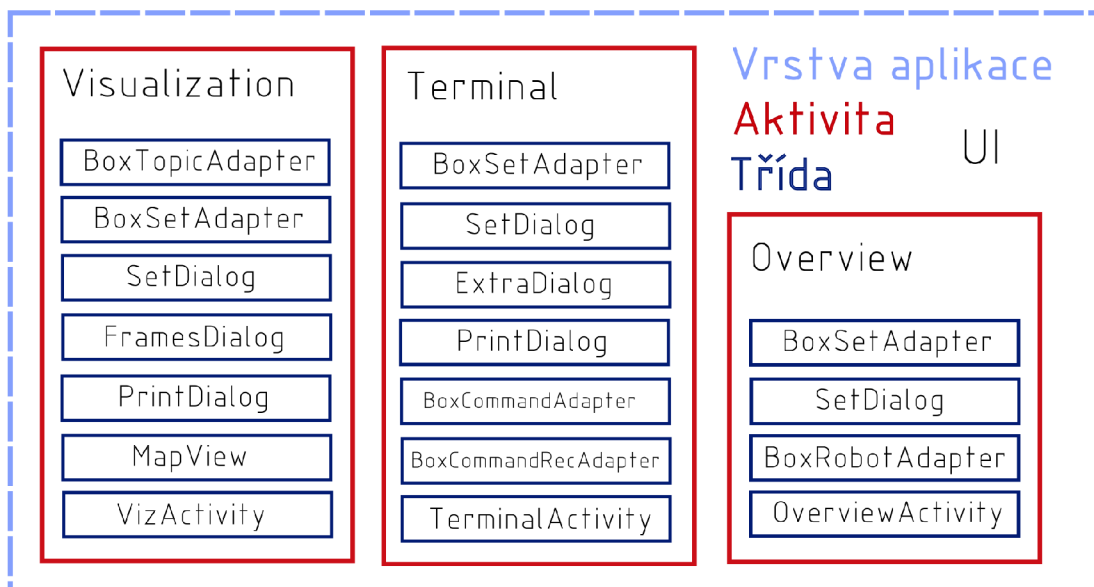 Visualization
BoxTopicAdapter
BoxSetAdapter
SetDialog
FramesDialog
PrintDialog
MapView
VizActivity
Terminal
BoxSetAdapter
SetDialog
ExtraDialog
PrintDialog
BoxCommandAdapter
BoxCommandRecAdapter
TerminalActivity
Vrstva aplikace
Aktivita
Třída
UI
Overview
BoxSetAdapter
SetDialog
BoxRobotAdapter
OverviewActivity